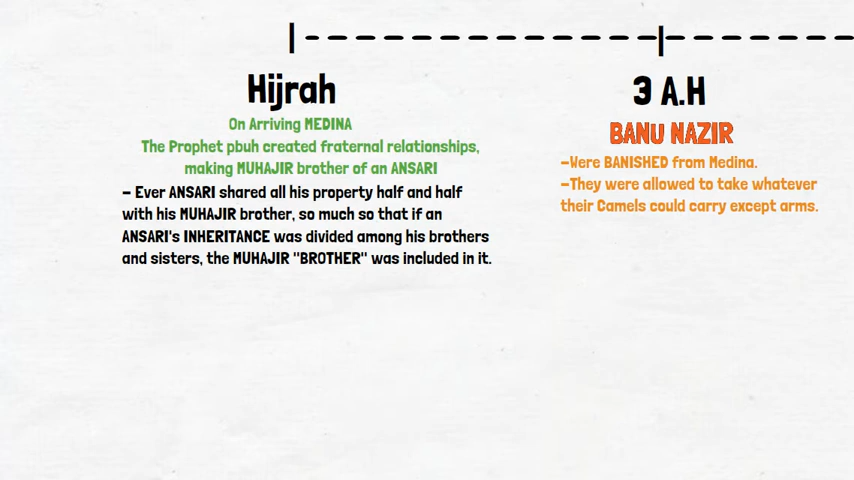 Hijrah
On Arriving MEDINA
The Prophet pbuh created fraternal relationships,
making MUHAJIR brother of an ANSARI
- Ever ANSARI shared all his property half and half
with his MUHAJIR brother, so much so that if an
ANSARI's INHERITANCE was divided among his brothers
and sisters, the MUHAJIR "BROTHER" was included in it.
3 A.H
BANU NAZIR
-Were BANISHED from Medina.
-They were allowed to take whatever
their Camels could carry except arms.